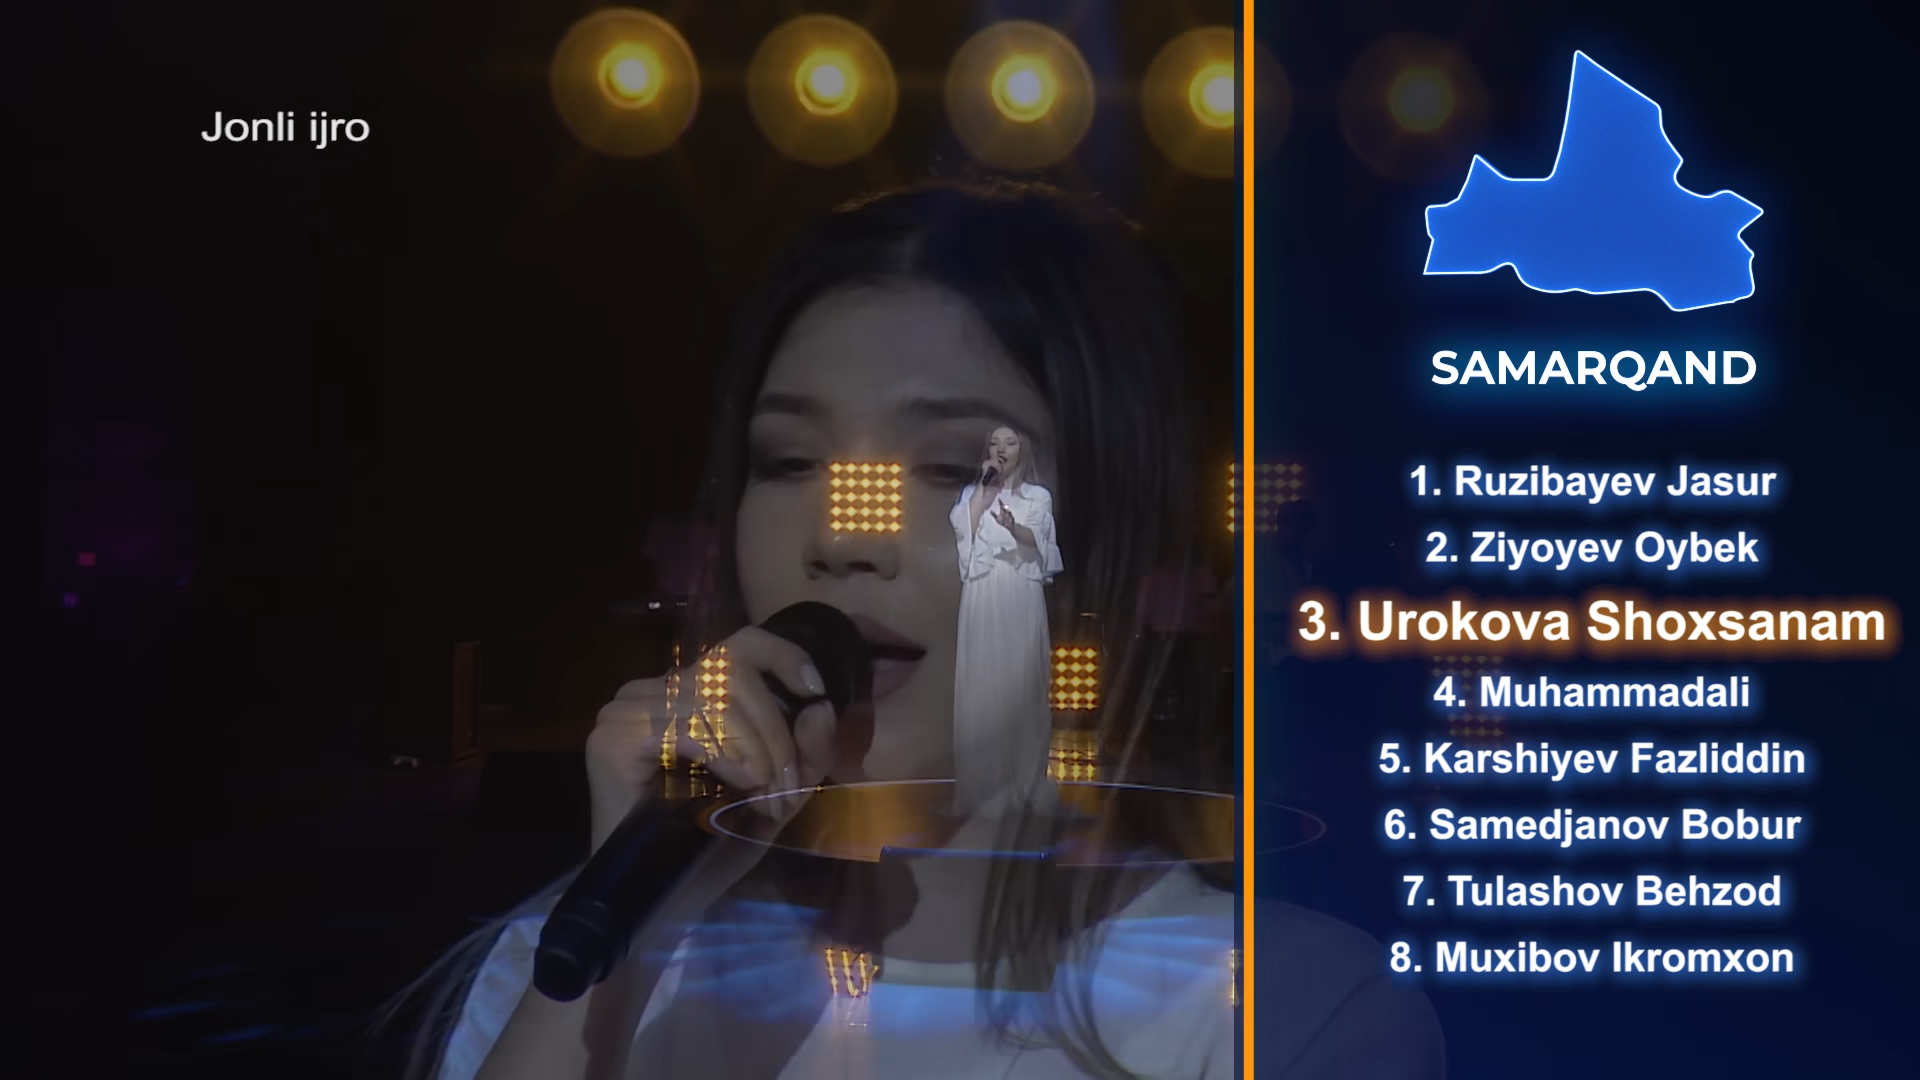 Jonli ijro
SAMARQAND
1. Ruzibayev Jasur
2. Ziyoyev Oybek
3. Urokova Shoxsanam
4. Muhammadali
5. Karshiyev Fazliddin
6. Samedjanov Bobur
7. Tulashov Behzod
8. Muxibov Ikromxon